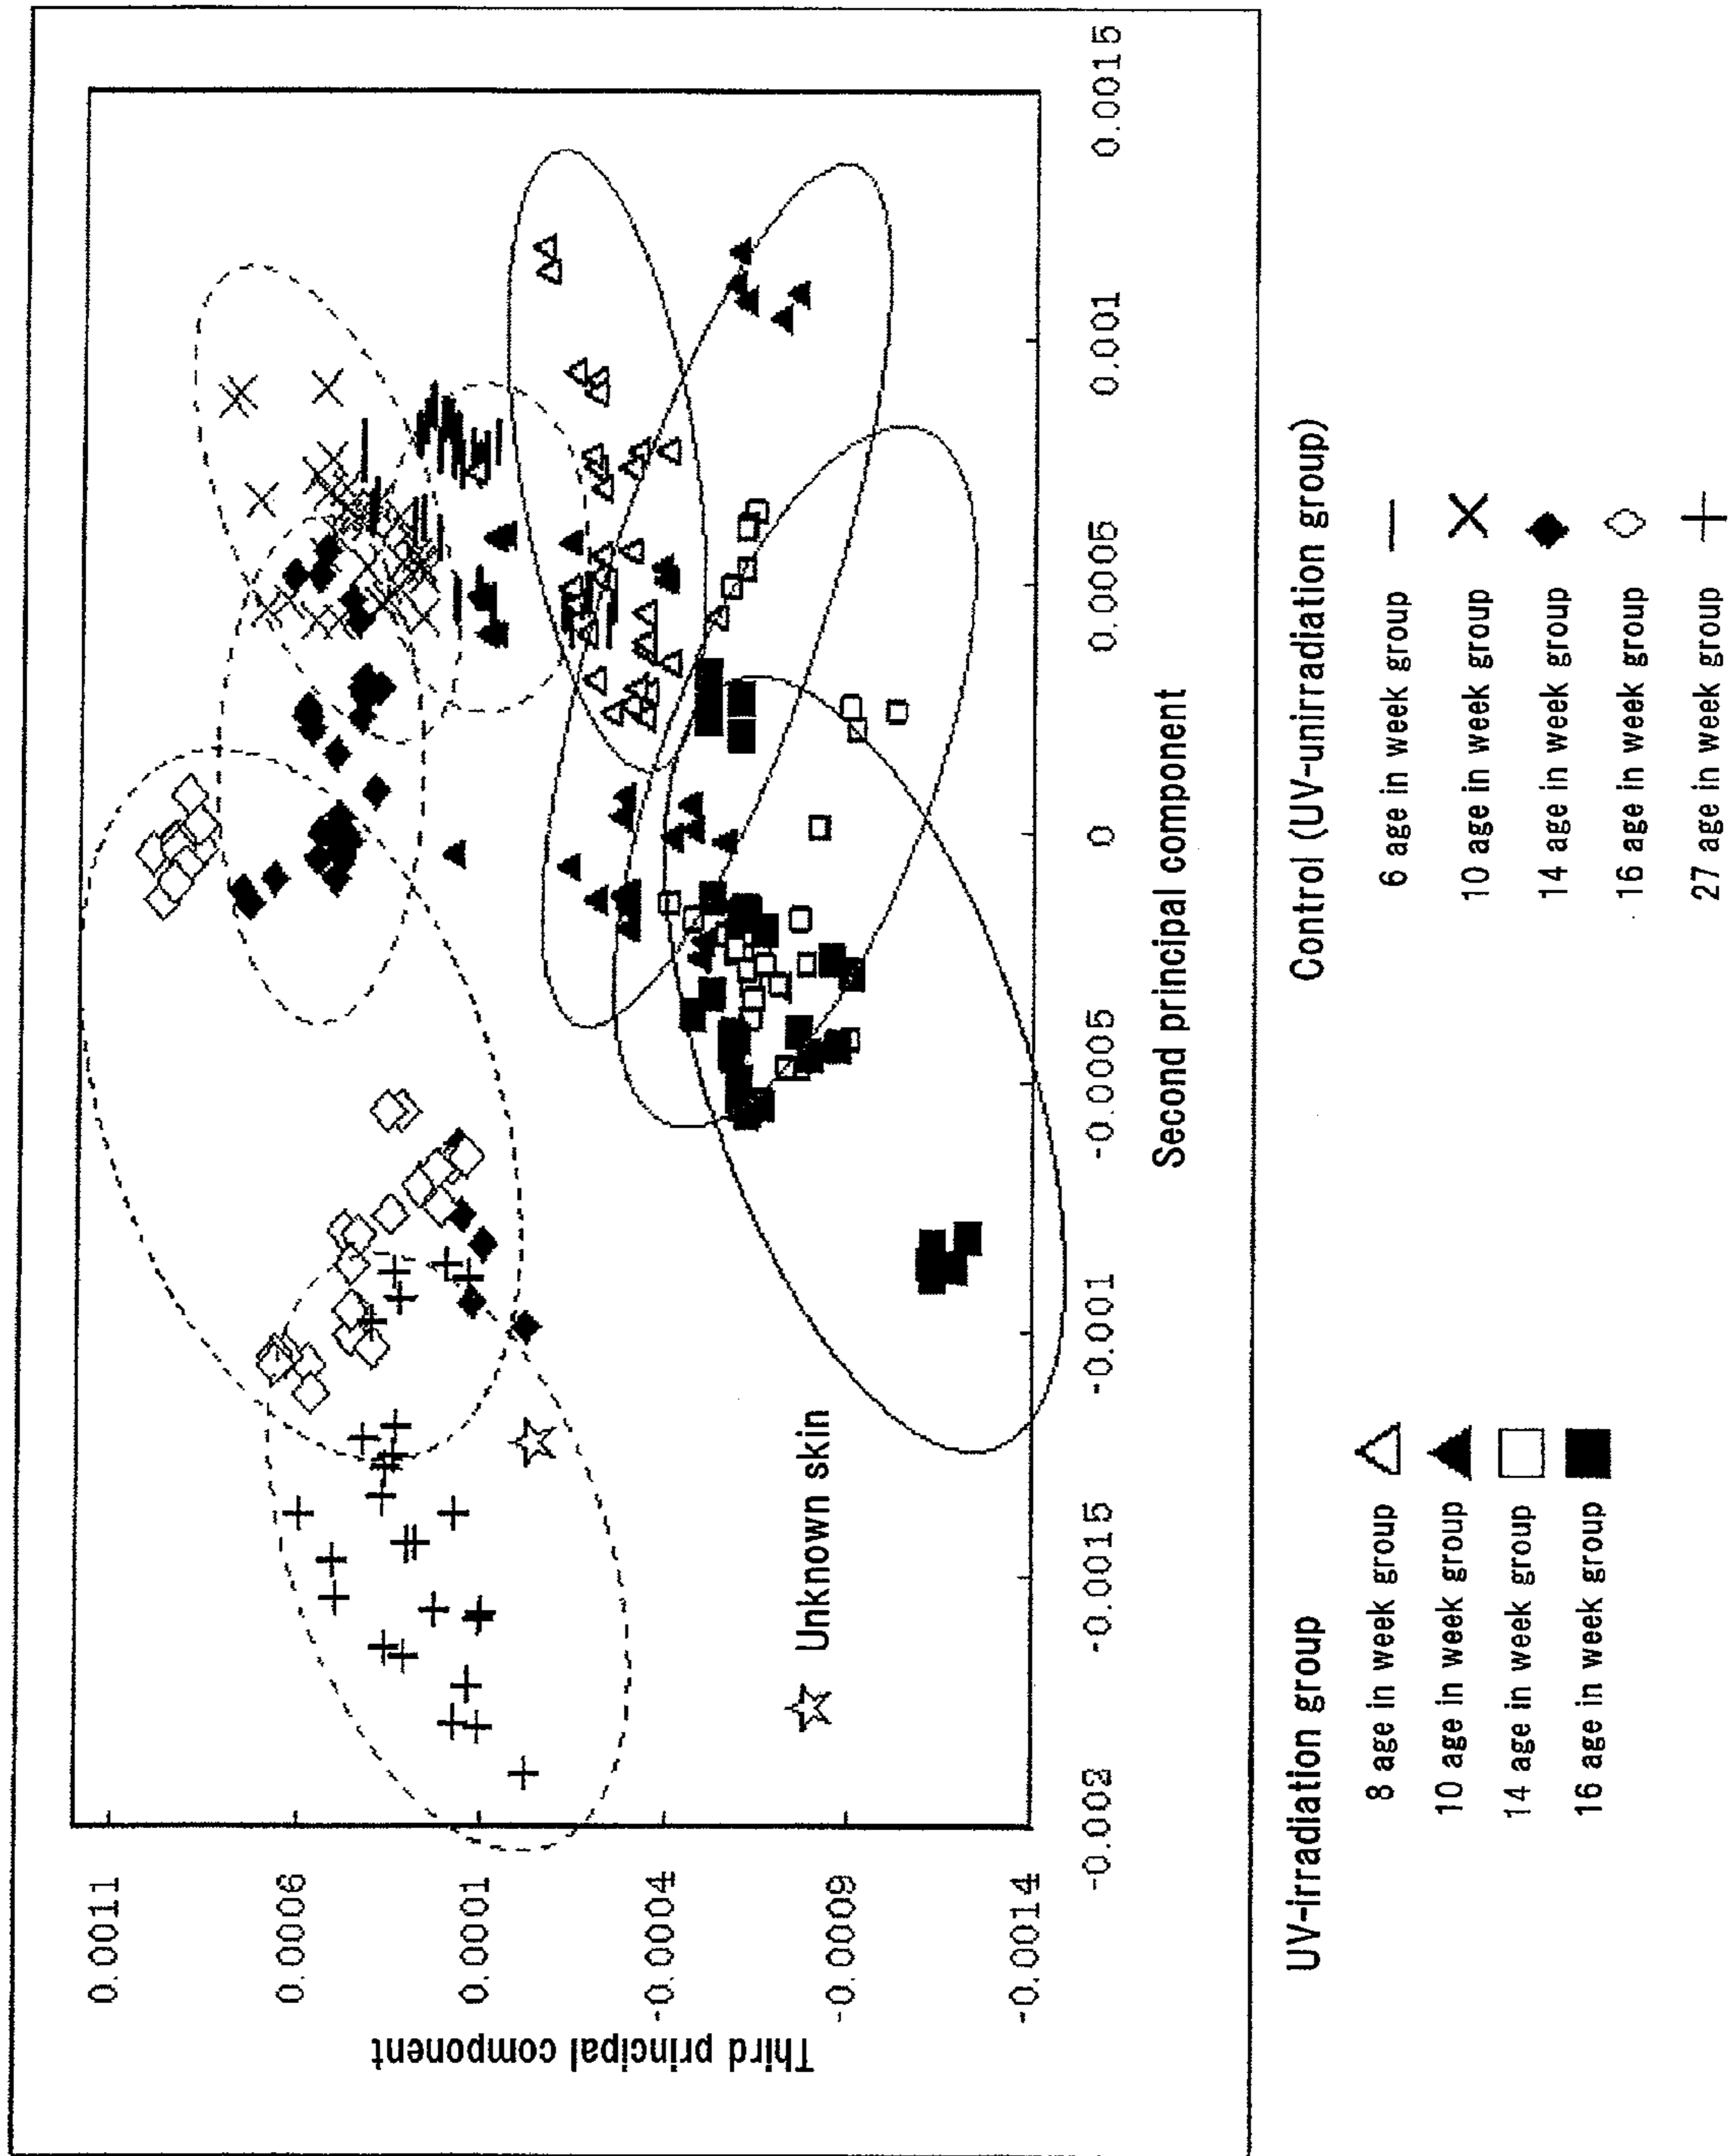 Third principal component
0.0011
0.0006
0.0001
-0.0004
-0.0009
-0.0014
Unknown skin
-0.002
-0.0015
-0.001
-0.0005
0
0.0005
0.001
0.0015
Second principal component
UV-irradiation group
8 age in week group
10 age in week group
14 age in week group
16 age in week group
Control (UV-unirradiation group)
6 age in week group
10 age in week group
14 age in week group
16 age in week group
27 age in week group